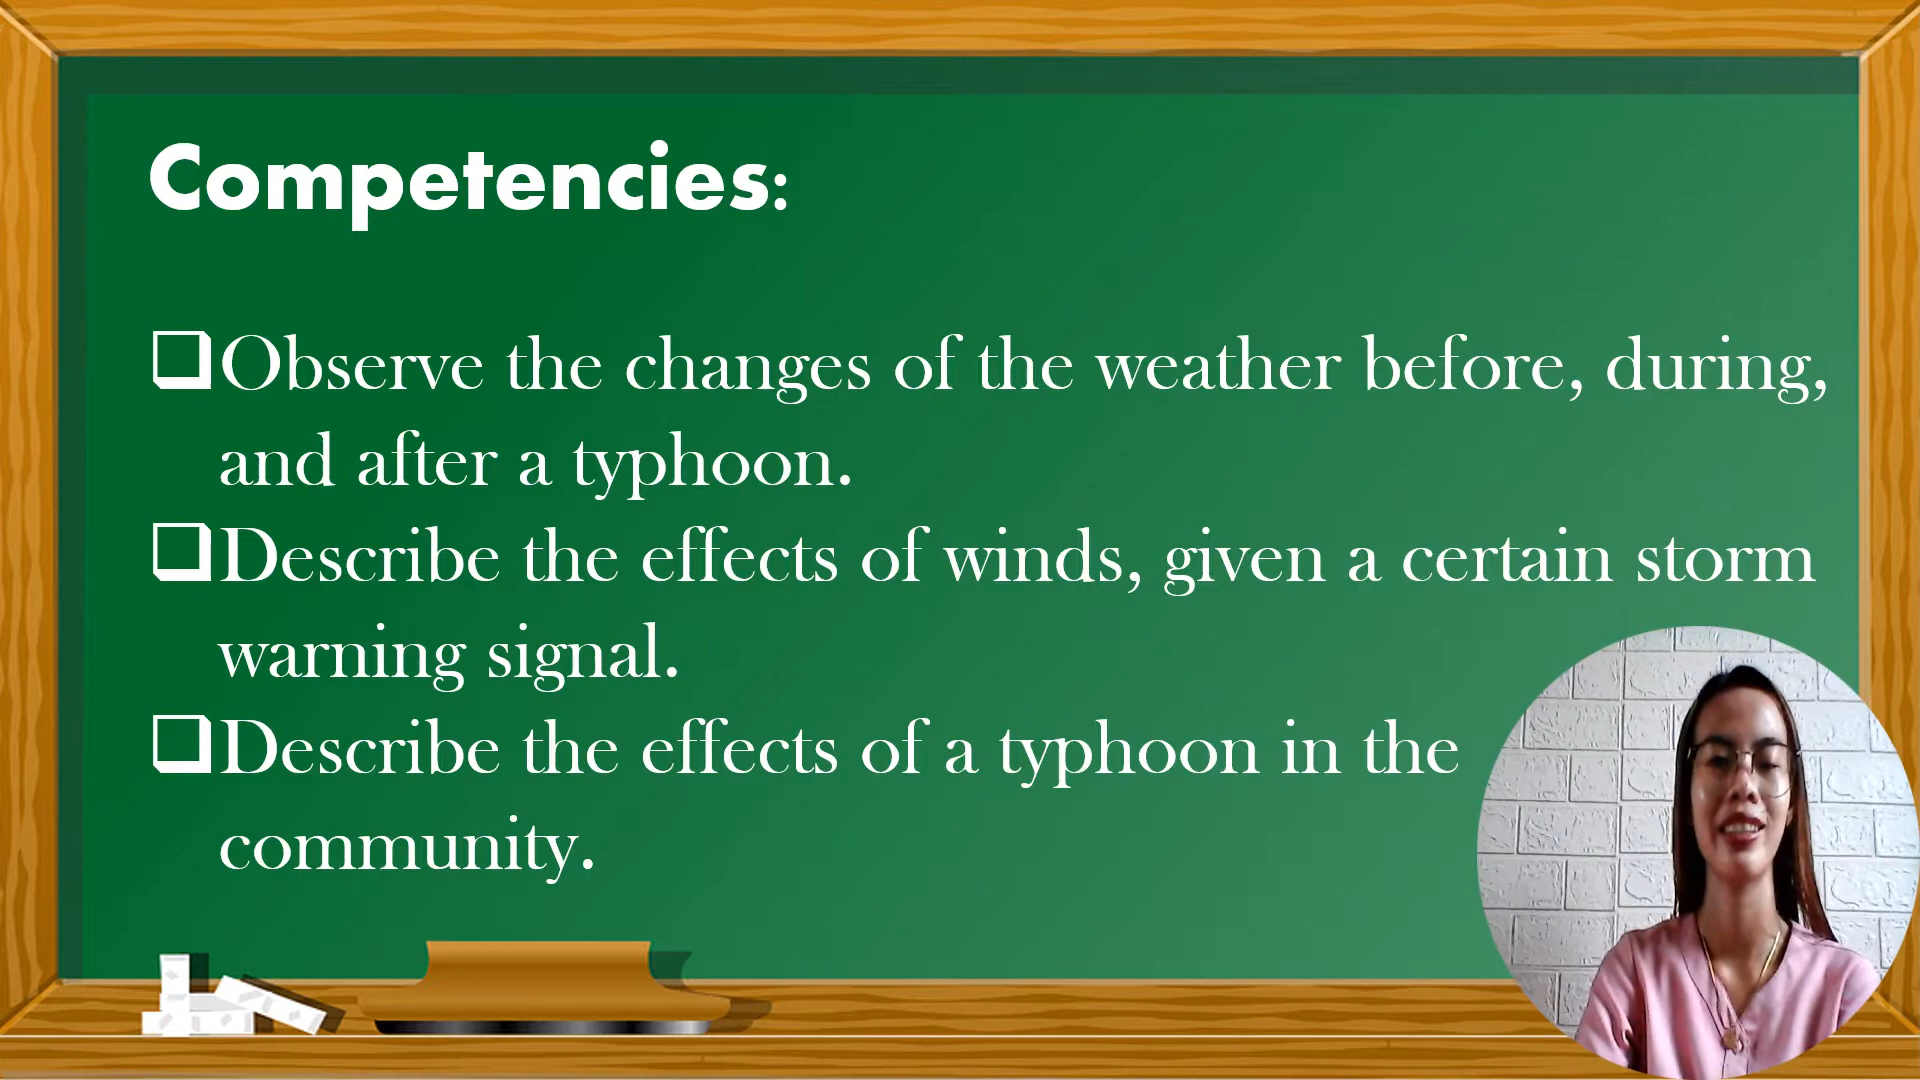 Competencies:
❑Observe the changes of the weather before, during,
and after a typhoon.
❑Describe the effects of winds, given a certain storm
warning signal.
❑Describe the effects of a typhoon in the
community.